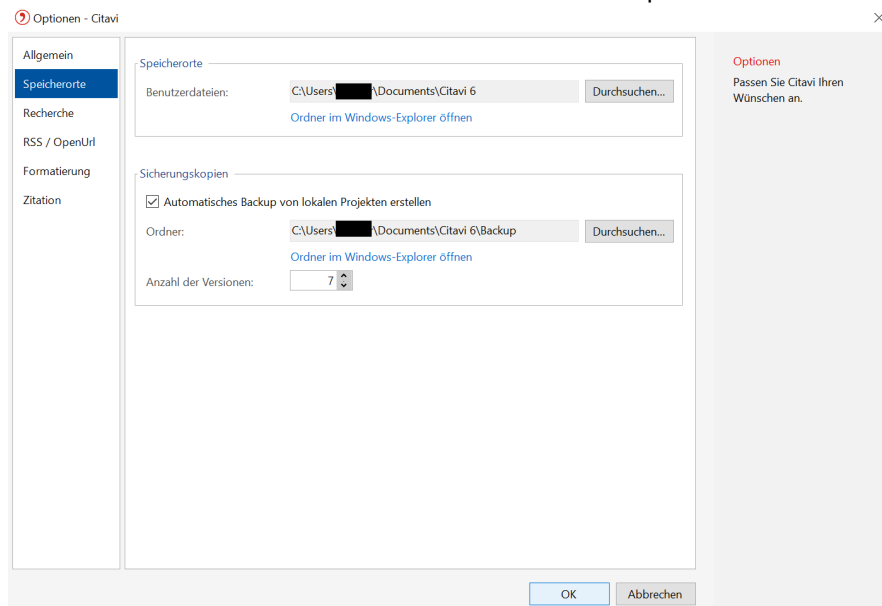 Optionen - Citavi
Allgemein
Speicherorte
Recherche
RSS / OpenUrl
Formatierung
Zitation
Speicherorte
Benutzerdateien: C:\Users\ \Documents\Citavi 6 Durchsuchen...
Ordner im Windows-Explorer öffnen
Sicherungskopien
Automatisches Backup von lokalen Projekten erstellen
Ordner: C:\Users\ \Documents\Citavi 6\Backup Durchsuchen...
Ordner im Windows-Explorer öffnen
Anzahl der Versionen: 7
Optionen
Passen Sie Citavi Ihren
Wünschen an.
OK Abbrechen